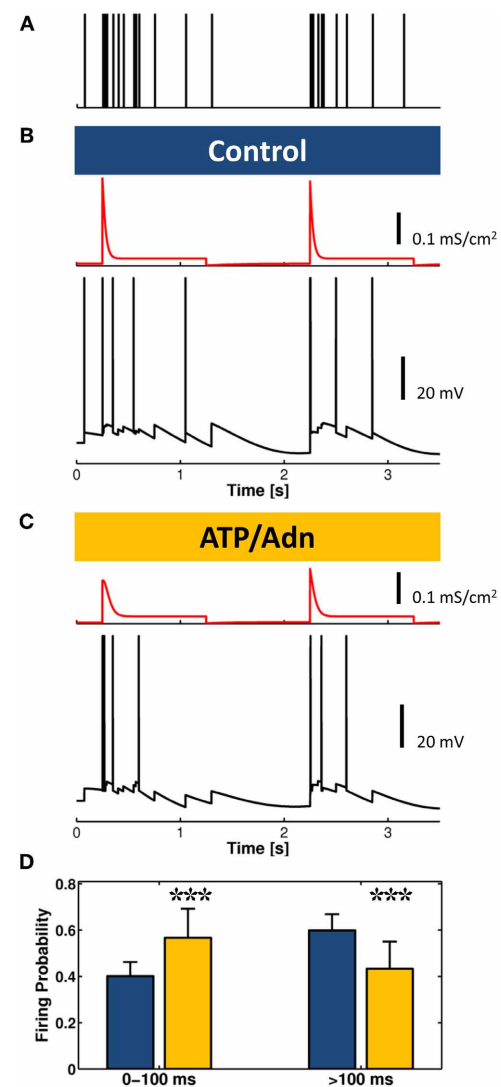 A
B
Control
0.1 mS/cm²
20 mV
0 1 2 3
Time [s]
C
ATP/Adn
0.1 mS/cm²
20 mV
0 1 2 3
Time [s]
D
Firing Probability
0.8
0.6
0.4
0.2
0
*** ***
0–100 ms >100 ms